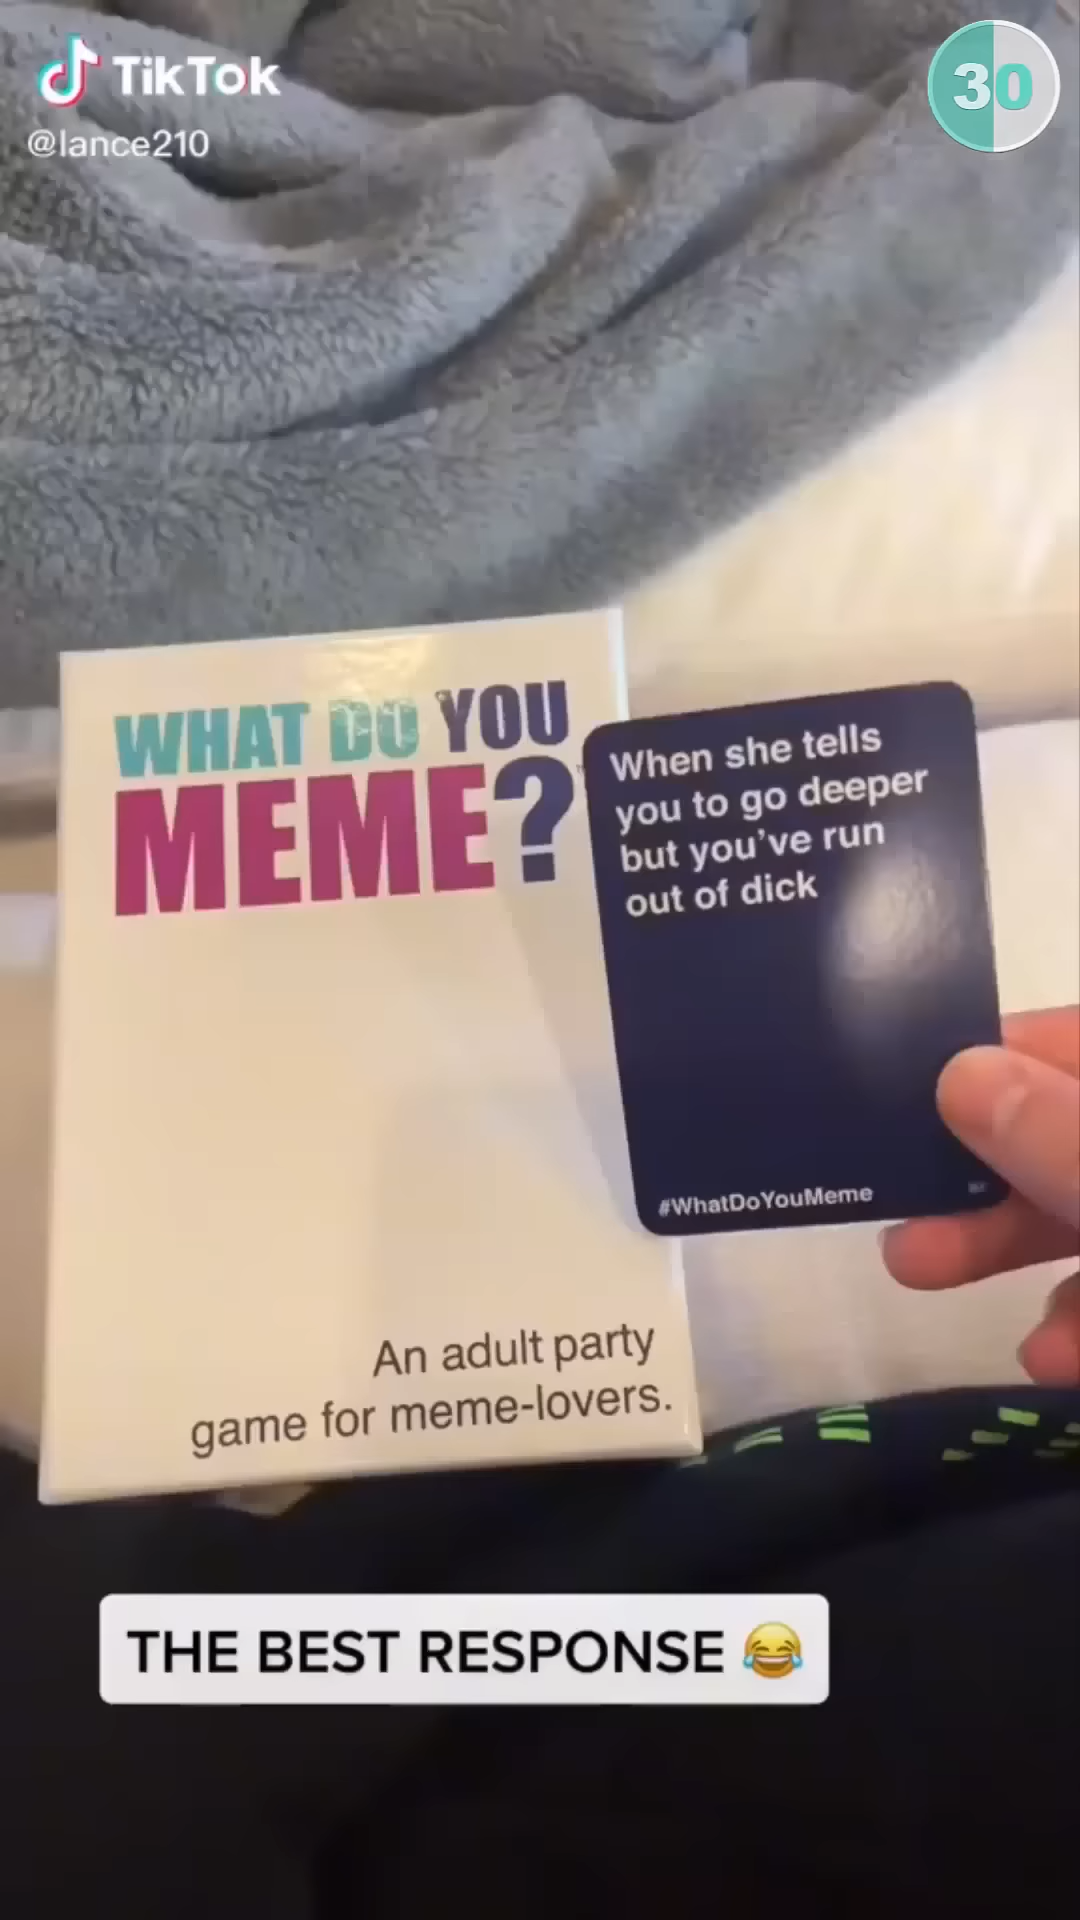 TikTok
@lance210
30
WHAT DO YOU
MEME?
When she tells
you to go deeper
but you've run
out of dick
#WhatDoYouMeme
An adult party
game for meme-lovers.
THE BEST RESPONSE 😂